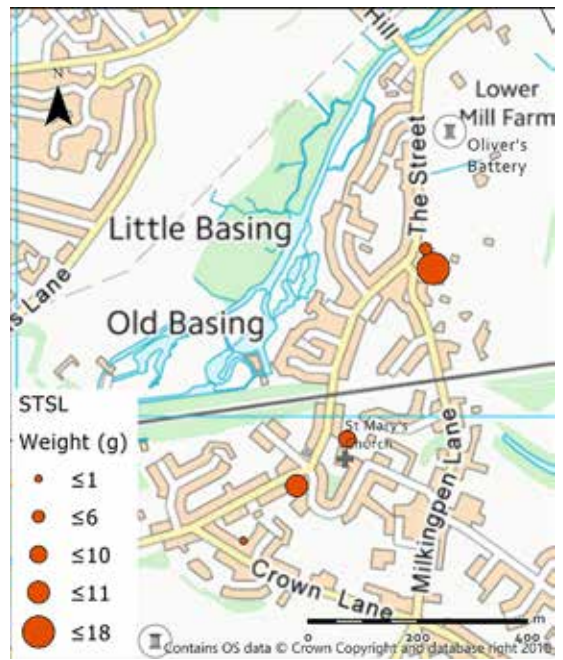 Hill
N
Lower
Mill Farm
Oliver's
Battery
The Street
Little Basing
s Lane
Old Basing
STSL
Weight (g)
≤1
≤6
≤10
≤11
≤18
St Mary's
Church
Milkingpen Lane
Crown Lane
m
0 200 400
Contains OS data © Crown Copyright and database right